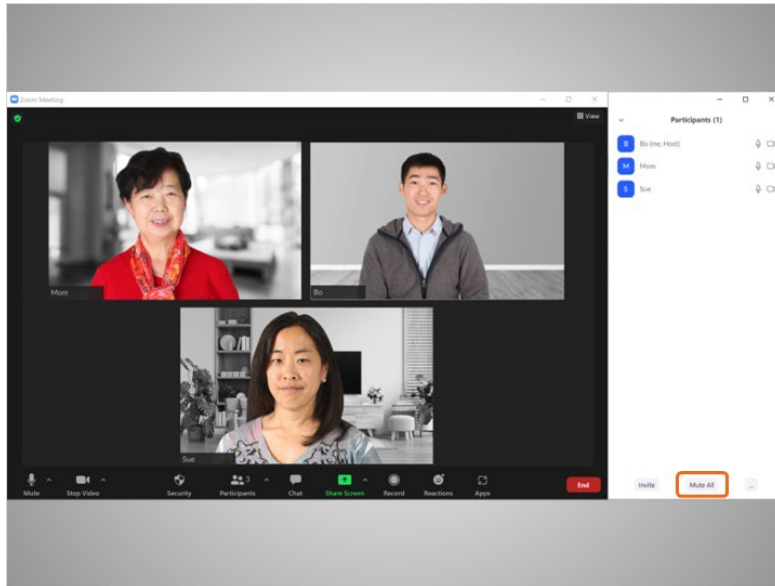 Zoom Meeting
View
Participants (1)
B Bo (me, Host)
M Mom
S Sue
Mom
Bo
Sue
3
Mute
Stop Video
Security
Participants
Chat
Share Screen
Record
Reactions
Apps
End
Invite
Mute All
...